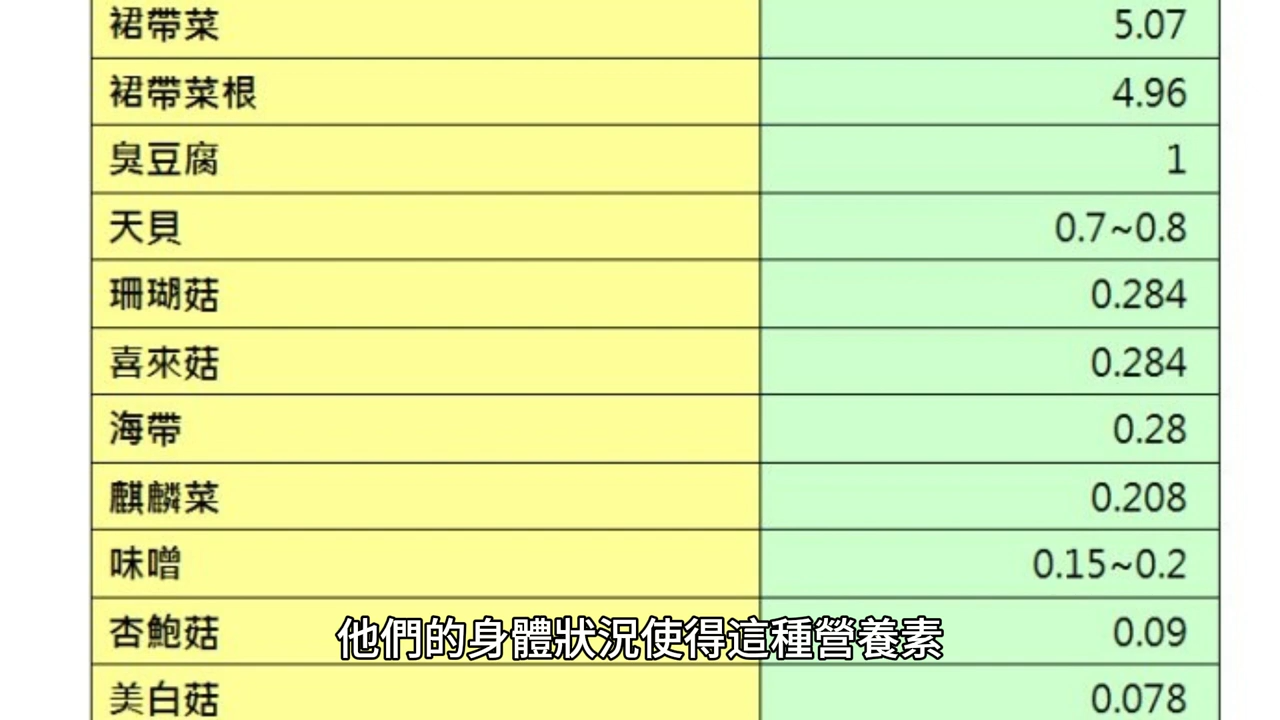 裙帶菜 5.07
裙帶菜根 4.96
臭豆腐 1
天貝 0.7~0.8
珊瑚菇 0.284
喜來菇 0.284
海帶 0.28
麒麟菜 0.208
味噌 0.15~0.2
杏鮑菇 0.09
他們的身體狀況使得這種營養素
美白菇 0.078